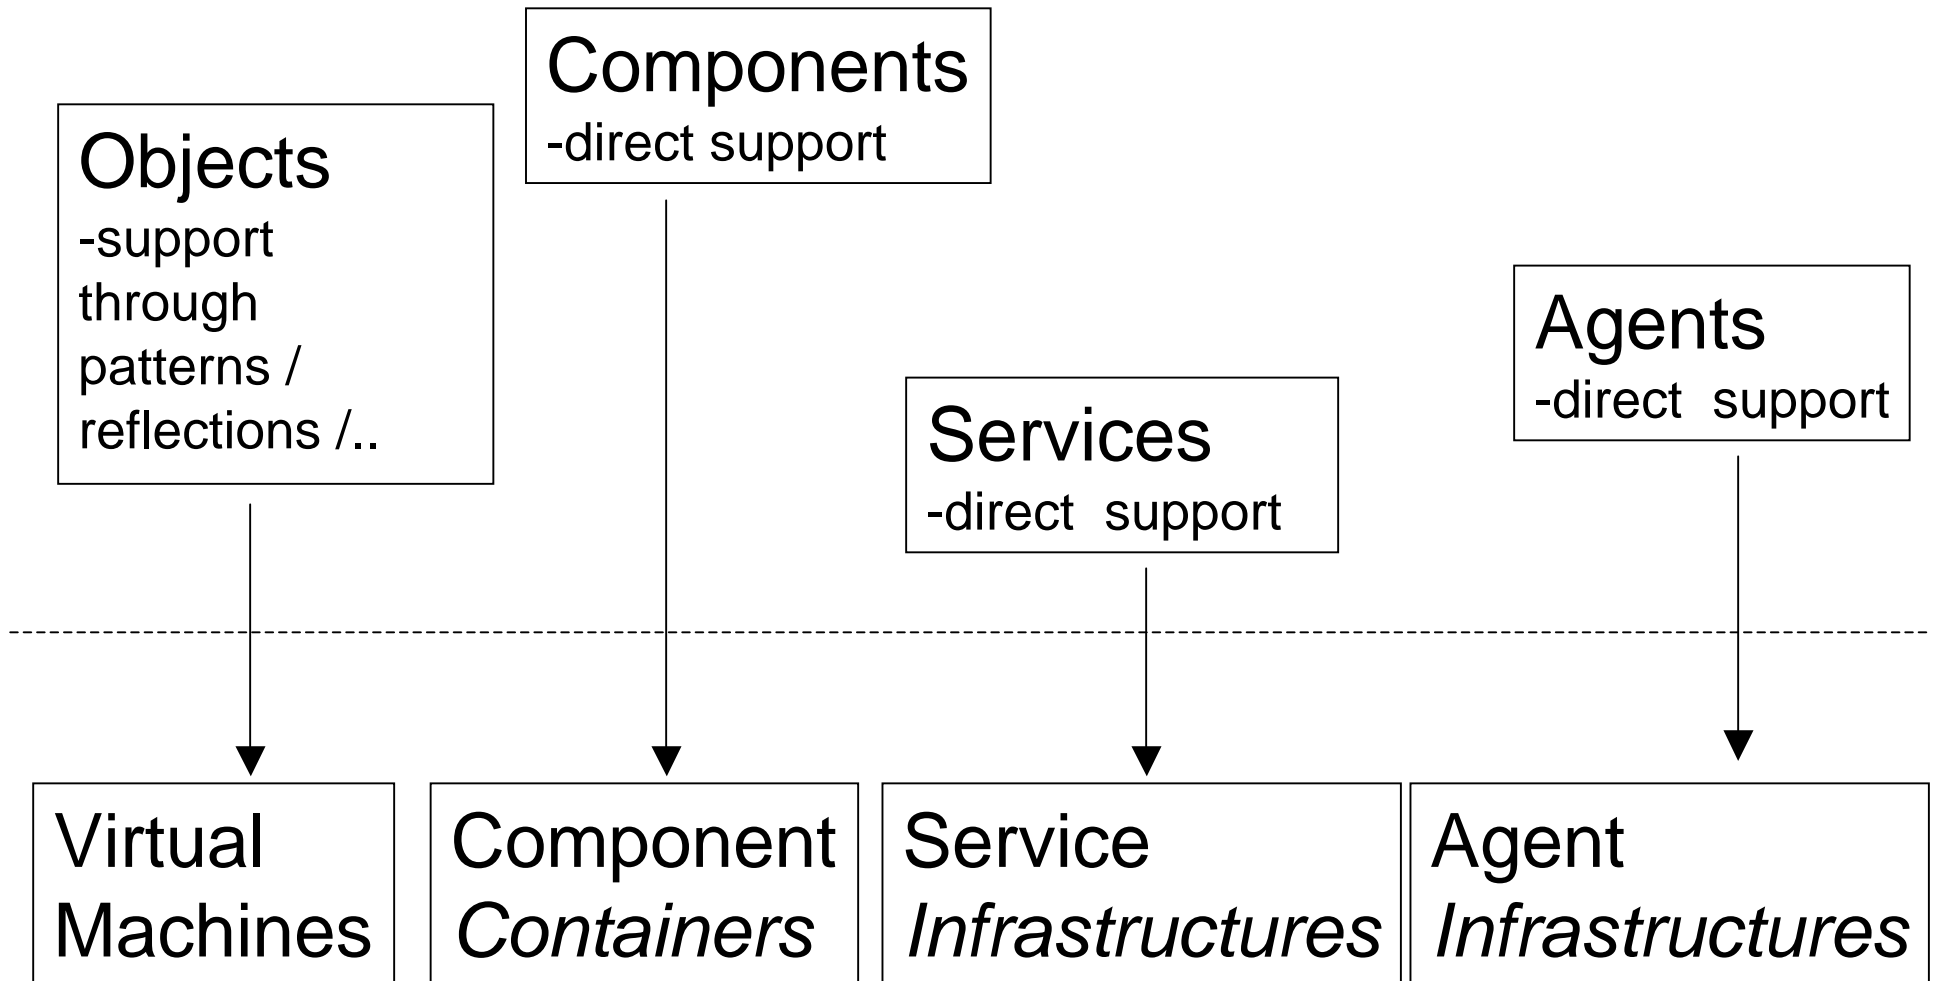 Components
-direct support
Objects
-support
through
patterns /
reflections /..
Agents
-direct  support
Services
-direct  support
Virtual
Machines
Component
Containers
Service
Infrastructures
Agent
Infrastructures